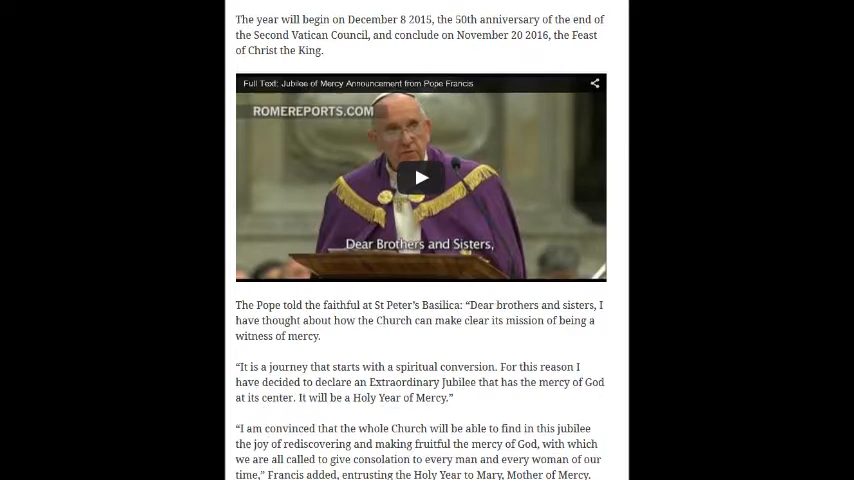 The year will begin on December 8 2015, the 50th anniversary of the end of
the Second Vatican Council, and conclude on November 20 2016, the Feast
of Christ the King.
Full Text: Jubilee of Mercy Announcement from Pope Francis
ROMEREPORTS.COM
Dear Brothers and Sisters,
The Pope told the faithful at St Peter’s Basilica: “Dear brothers and sisters, I
have thought about how the Church can make clear its mission of being a
witness of mercy.
“It is a journey that starts with a spiritual conversion. For this reason I
have decided to declare an Extraordinary Jubilee that has the mercy of God
at its center. It will be a Holy Year of Mercy.”
“I am convinced that the whole Church will be able to find in this jubilee
the joy of rediscovering and making fruitful the mercy of God, with which
we are all called to give consolation to every man and every woman of our
time,” Francis added, entrusting the Holy Year to Mary, Mother of Mercy.